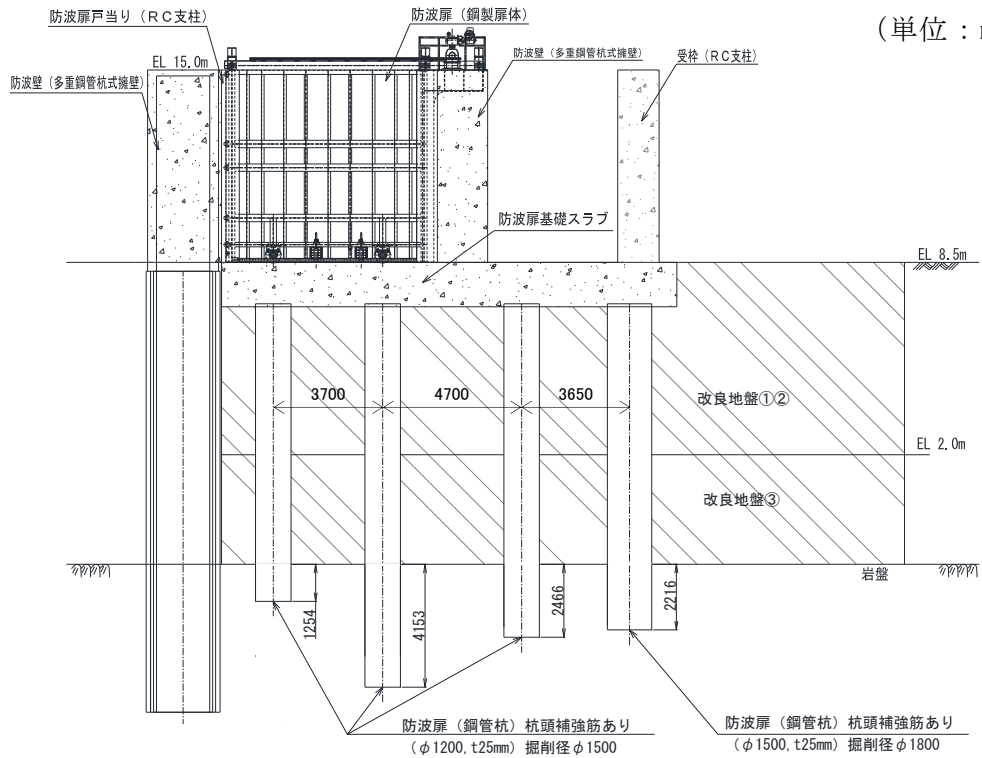 防波扉戸当り（ＲＣ支柱）
防波扉（鋼製扉体）
（単位：
EL 15.0m
防波壁（多重鋼管杭式擁壁）
防波壁（多重鋼管杭式擁壁）
受枠（ＲＣ支柱）
防波扉基礎スラブ
EL 8.5m
3700
4700
3650
改良地盤①②
EL 2.0m
改良地盤③
岩盤
1254
4153
2466
2216
防波扉（鋼管杭）杭頭補強筋あり
（φ1200,t25mm）掘削径φ1500
防波扉（鋼管杭）杭頭補強筋あり
（φ1500,t25mm）掘削径φ1800